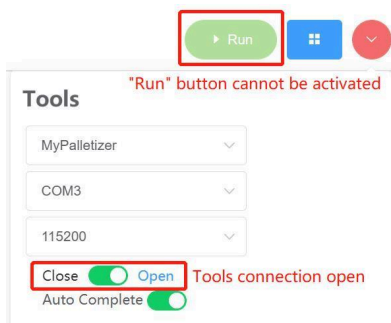 Run
"Run" button cannot be activated
Tools
MyPalletizer
COM3
115200
Close Open Tools connection open
Auto Complete